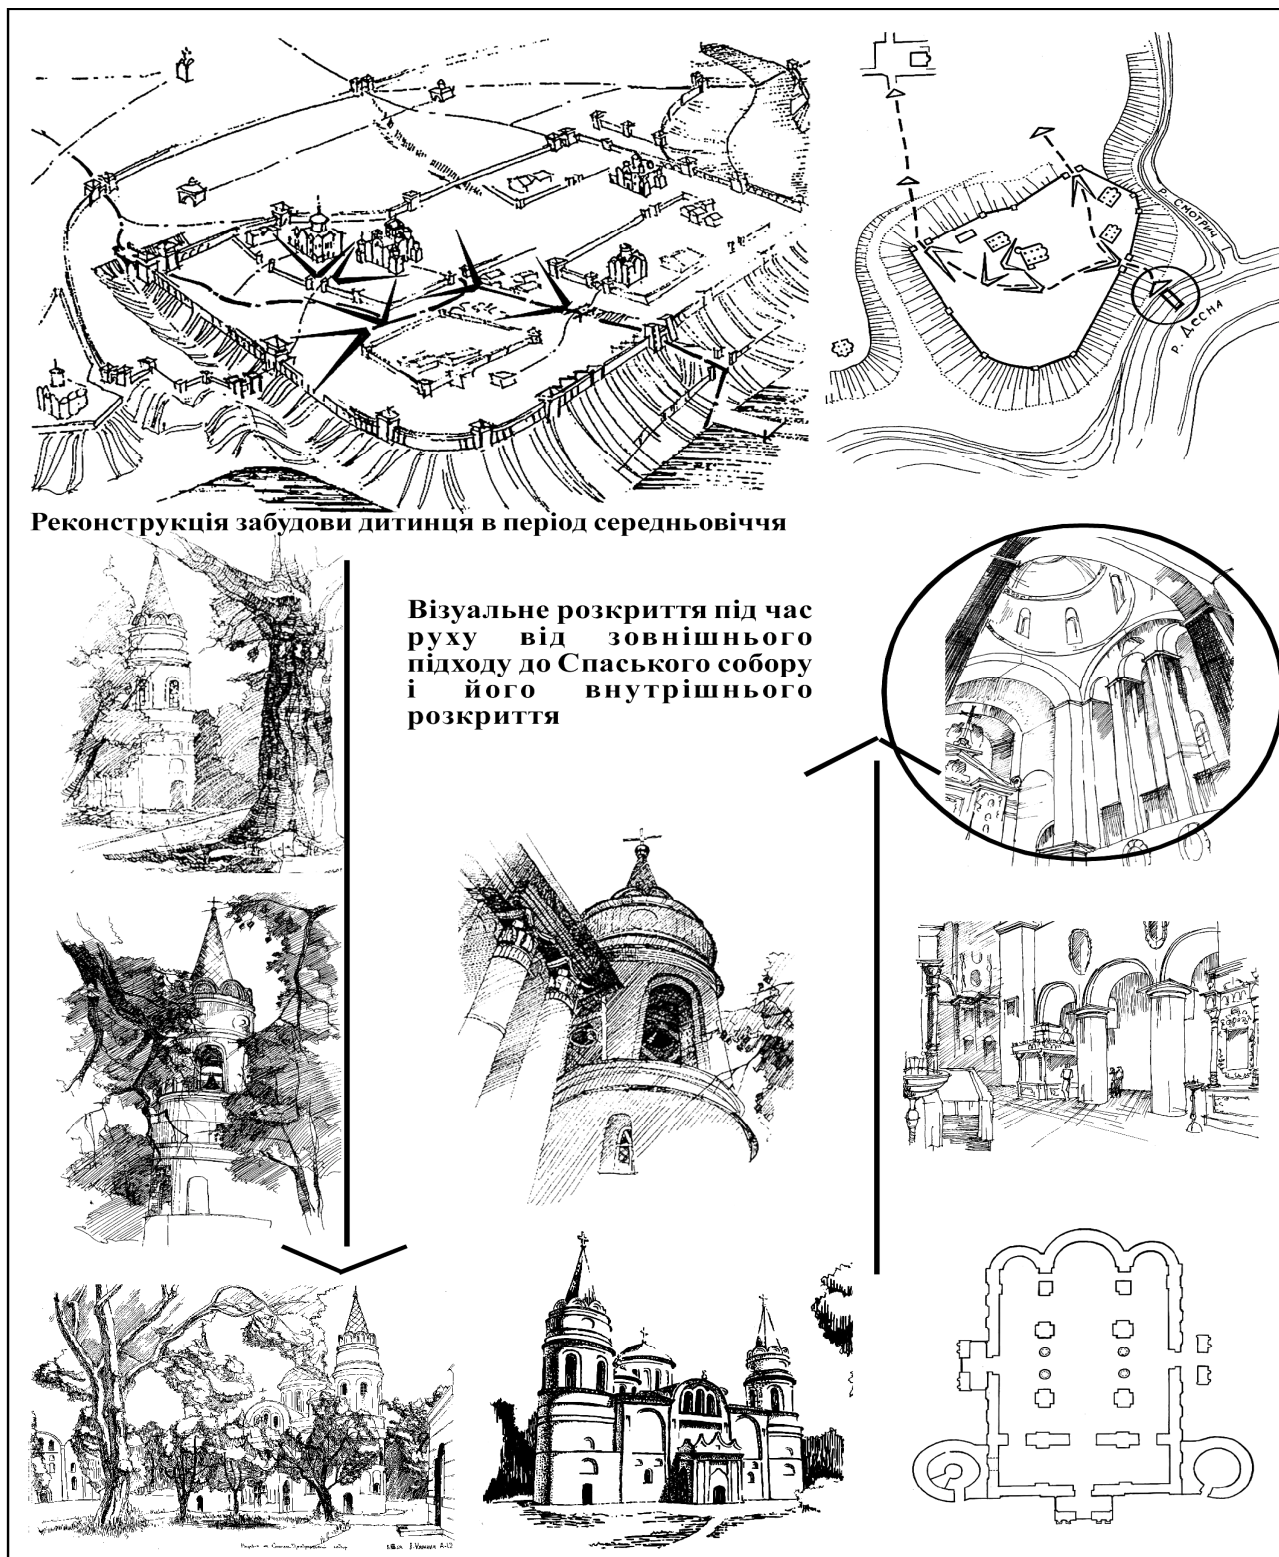 р. СМОТРИЧ
р. ДЕСНА
Реконструкція забудови дитинця в період середньовіччя
Візуальне розкриття під час
руху від зовнішнього
підходу до Спаського собору
і його внутрішнього
розкриття